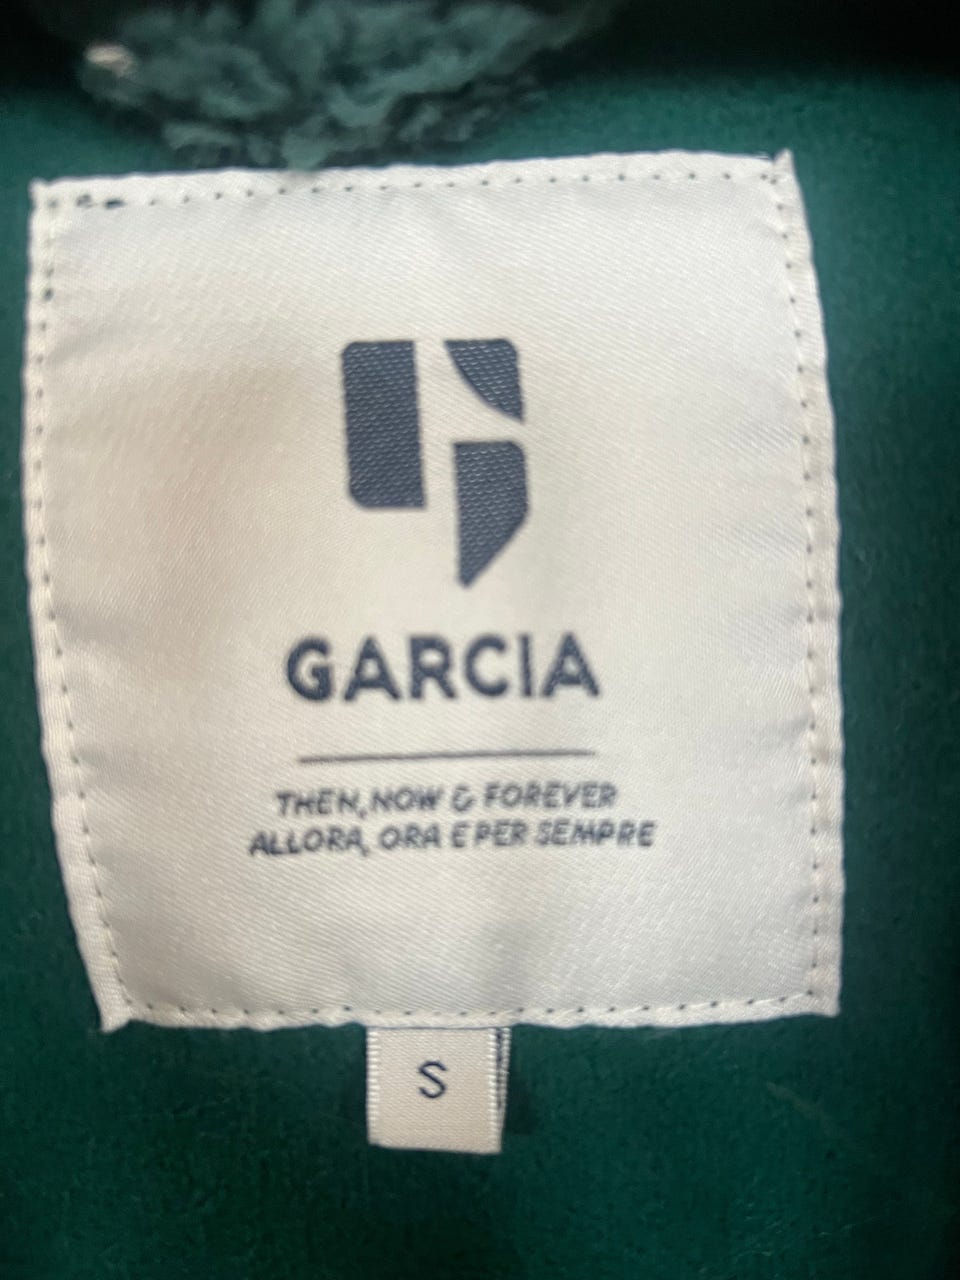 GARCIA
THEN, NOW & FOREVER
ALLORA, ORA E PER SEMPRE
S